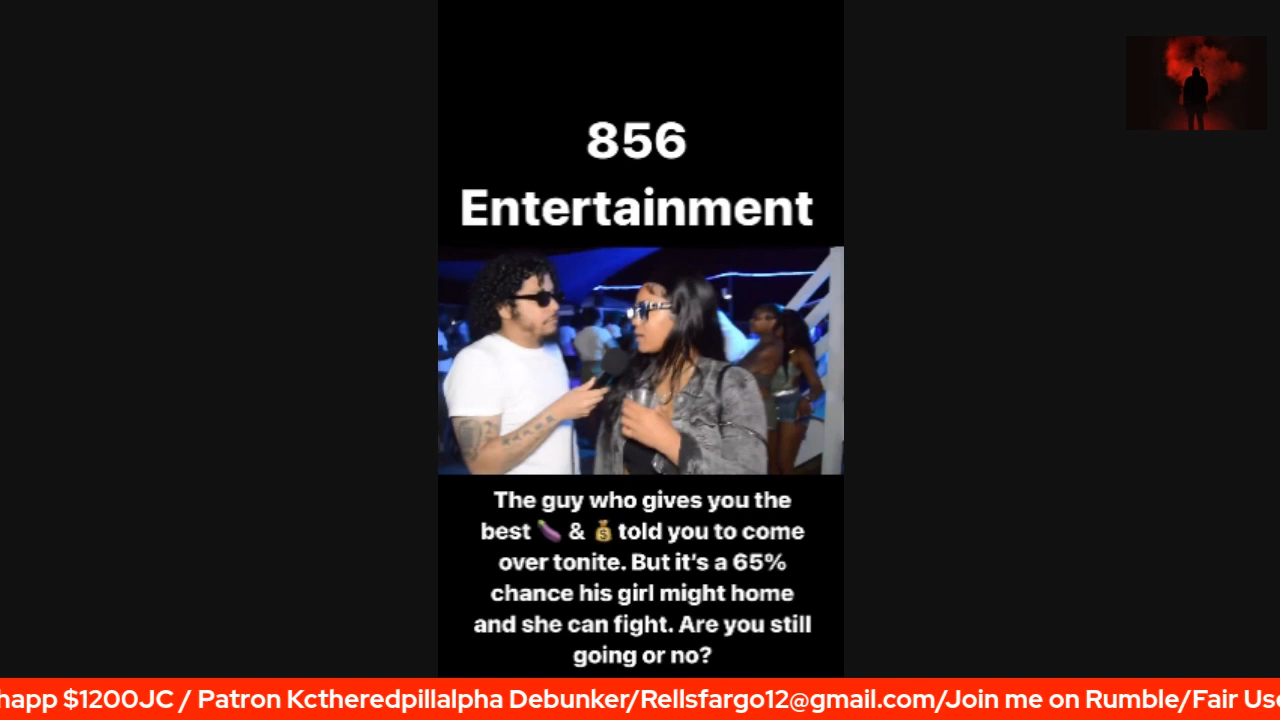 856
Entertainment
The guy who gives you the
best 🍆 & 💰 told you to come
over tonite. But it's a 65%
chance his girl might home
and she can fight. Are you still
going or no?
happ $1200JC / Patron Kctheredpillalpha Debunker/Rellsfargo12@gmail.com/Join me on Rumble/Fair Us